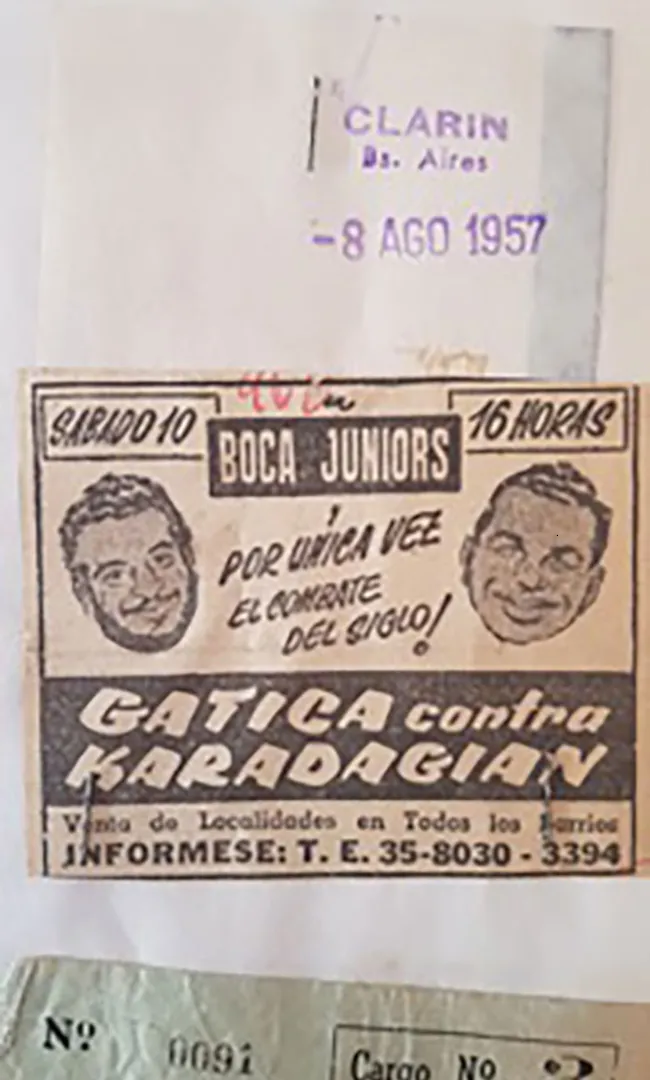 CLARIN
Bs. Aires
-8 AGO 1957
SABADO 10
en
16 HORAS
BOCA JUNIORS
¡POR UNICA VEZ
EL COMBATE
DEL SIGLO!
GATICA contra
KARADAGIAN
Venta de Localidades en Todos los Barrios
INFORMESE: T. E. 35-8030 - 3394
Nº 0091
Cargo Nº